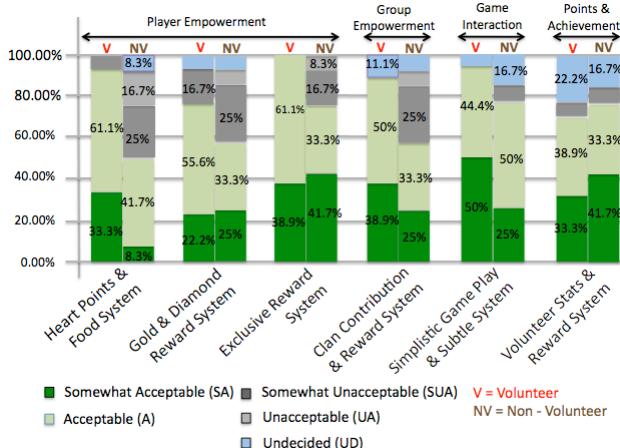 Player Empowerment
Group
Empowerment
Game
Interaction
Points &
Achievement
V NV V NV V NV V NV V NV V NV
100.00%
80.00%
60.00%
40.00%
20.00%
0.00%
8.3%
16.7%
25%
61.1%
41.7%
33.3%
8.3%
16.7%
25%
55.6%
33.3%
22.2%
25%
8.3%
16.7%
61.1%
33.3%
38.9%
41.7%
11.1%
25%
50%
33.3%
38.9%
25%
16.7%
44.4%
50%
50%
25%
22.2%
16.7%
38.9%
33.3%
33.3%
41.7%
Heart Points &
Food System
Gold & Diamond
Reward System
Exclusive Reward
System
Clan Contribution
& Reward System
Simplistic Game Play
& Subtle System
Volunteer Stats &
Reward System
Somewhat Acceptable (SA)
Somewhat Unacceptable (SUA)
V = Volunteer
Acceptable (A)
Unacceptable (UA)
NV = Non - Volunteer
Undecided (UD)